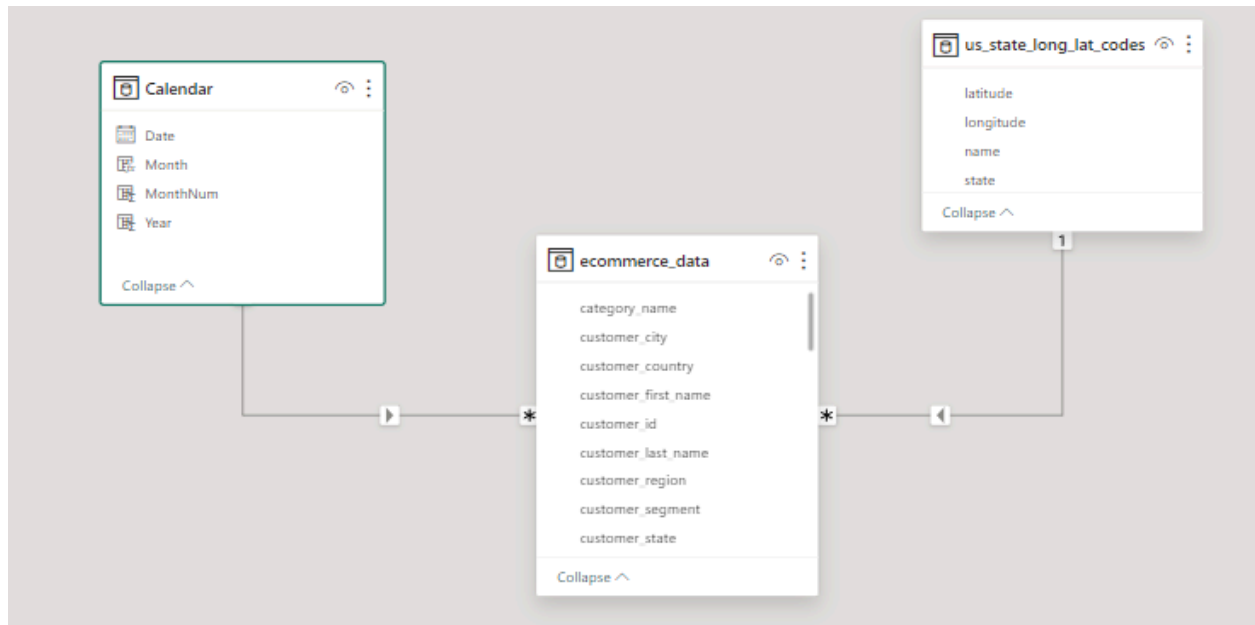 Calendar
Date
Month
MonthNum
Year
Collapse
us_state_long_lat_codes
latitude
longitude
name
state
Collapse
1
ecommerce_data
category_name
customer_city
customer_country
customer_first_name
customer_id
customer_last_name
customer_region
customer_segment
customer_state
Collapse
*
*